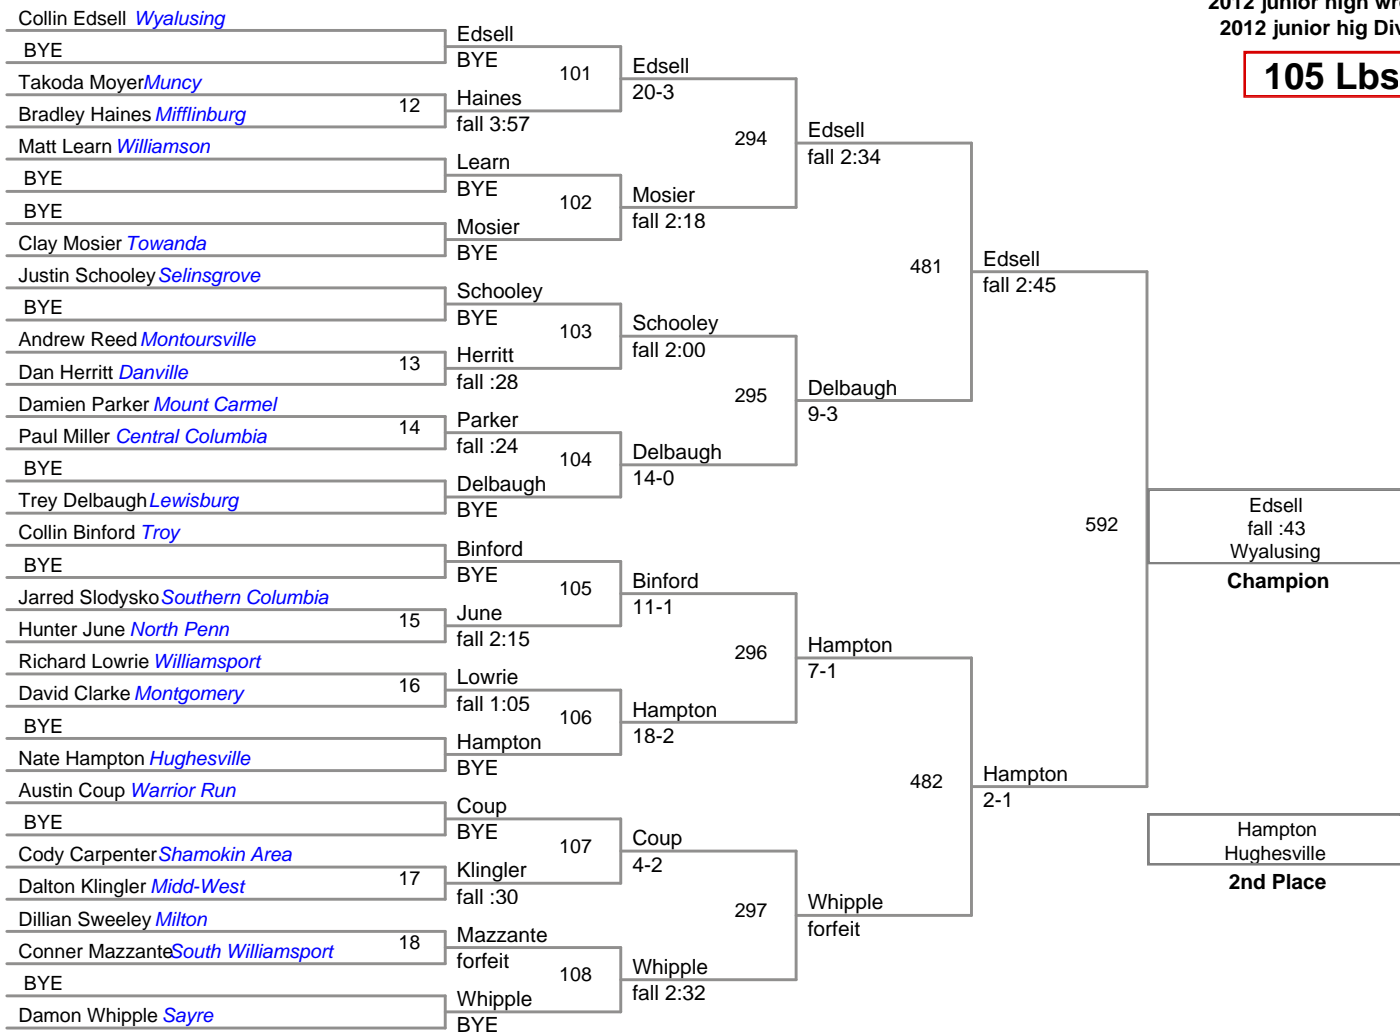 2012 junior high wr
2012 junior hig Div
105 Lbs
Collin Edsell Wyalusing
BYE
Takoda Moyer Muncy
12
Bradley Haines Mifflinburg
Matt Learn Williamson
BYE
BYE
Clay Mosier Towanda
Justin Schooley Selinsgrove
BYE
Andrew Reed Montoursville
13
Dan Herritt Danville
Damien Parker Mount Carmel
14
Paul Miller Central Columbia
BYE
Trey Delbaugh Lewisburg
Collin Binford Troy
BYE
Jarred Slodysko Southern Columbia
15
Hunter June North Penn
Richard Lowrie Williamsport
16
David Clarke Montgomery
BYE
Nate Hampton Hughesville
Austin Coup Warrior Run
BYE
Cody Carpenter Shamokin Area
17
Dalton Klingler Midd-West
Dillian Sweeley Milton
18
Conner Mazzante South Williamsport
BYE
Damon Whipple Sayre
Edsell
BYE
101
Haines
fall 3:57
Learn
BYE
102
Mosier
BYE
Schooley
BYE
103
Herritt
fall :28
Parker
fall :24
104
Delbaugh
BYE
Binford
BYE
105
June
fall 2:15
Lowrie
fall 1:05
106
Hampton
BYE
Coup
BYE
107
Klingler
fall :30
Mazzante
forfeit
108
Whipple
BYE
Edsell
20-3
294
Mosier
fall 2:18
Schooley
fall 2:00
295
Delbaugh
14-0
Binford
11-1
296
Hampton
18-2
Coup
4-2
297
Whipple
fall 2:32
Edsell
fall 2:34
481
Delbaugh
9-3
Hampton
7-1
482
Whipple
forfeit
Edsell
fall 2:45
592
Hampton
2-1
Edsell
fall :43
Wyalusing
Champion
Hampton
Hughesville
2nd Place